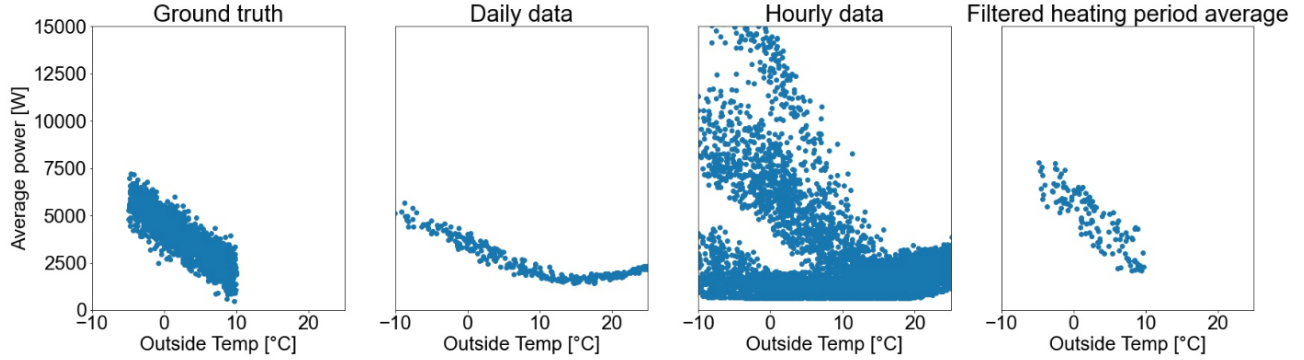 Ground truth
Daily data
Hourly data
Filtered heating period average
Average power [W]
15000
12500
10000
7500
5000
2500
0
−10 0 10 20
−10 0 10 20
−10 0 10 20
−10 0 10 20
Outside Temp [°C]
Outside Temp [°C]
Outside Temp [°C]
Outside Temp [°C]